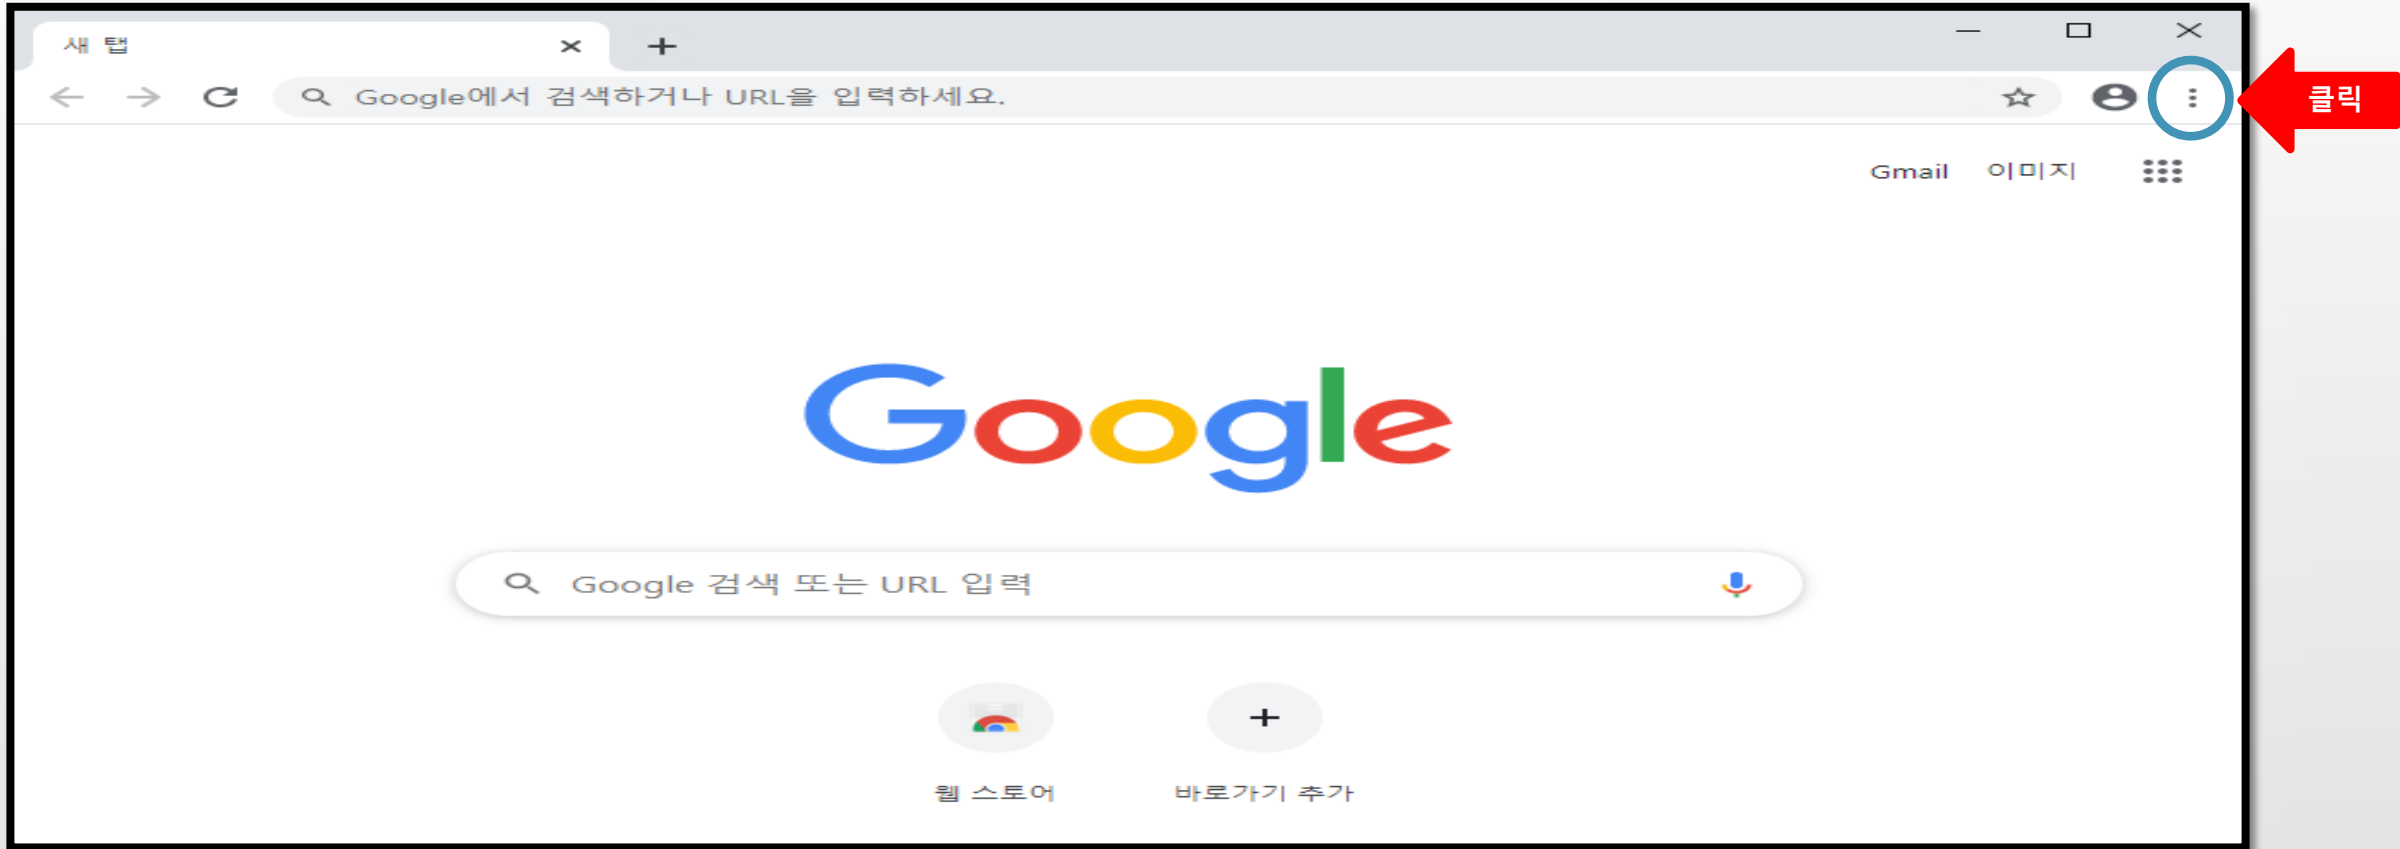 새 탭
Google에서 검색하거나 URL을 입력하세요.
클릭
Gmail 이미지
Google
Google 검색 또는 URL 입력
웹 스토어 바로가기 추가